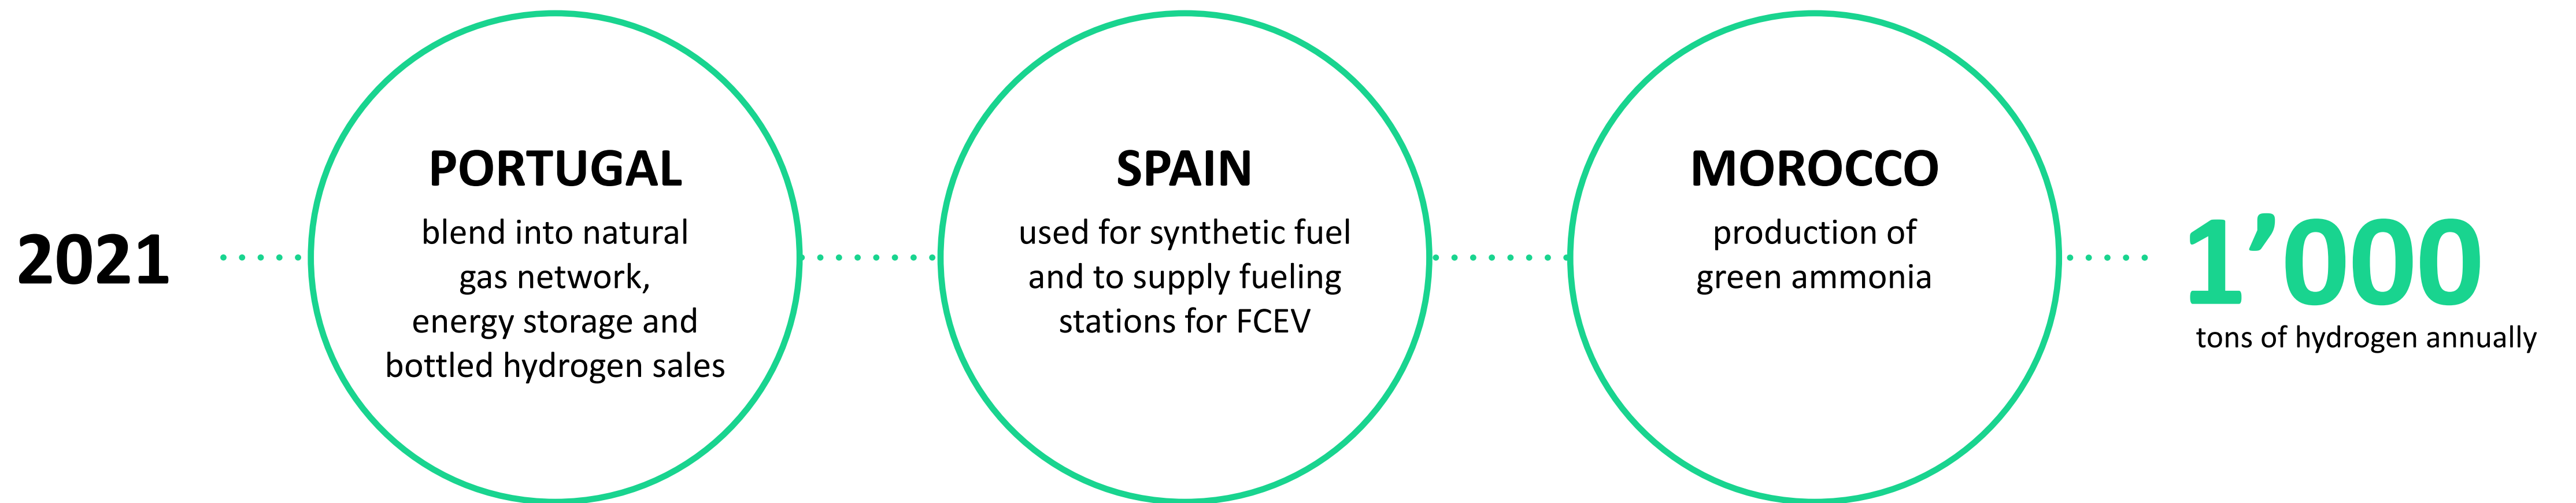 2021
PORTUGAL
blend into natural
gas network,
energy storage and
bottled hydrogen sales
SPAIN
used for synthetic fuel
and to supply fueling
stations for FCEV
MOROCCO
production of
green ammonia
1’000
tons of hydrogen annually